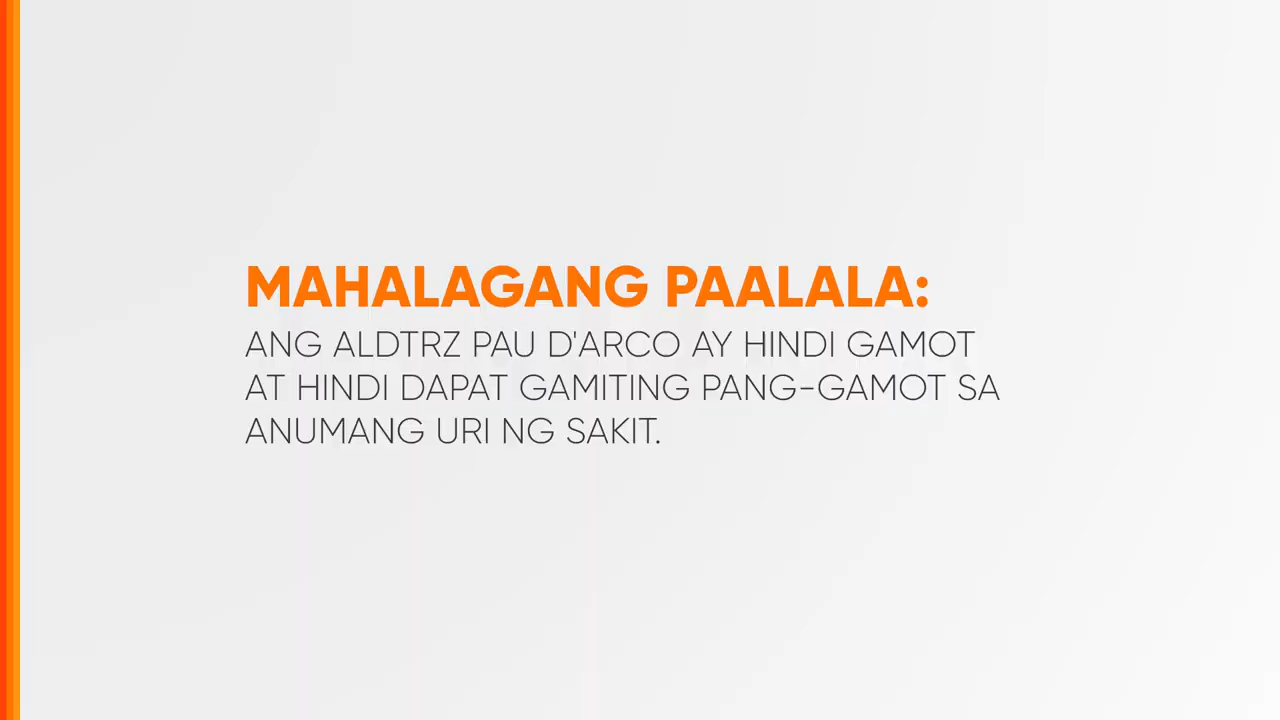 MAHALAGANG PAALALA:
ANG ALDTRZ PAU D'ARCO AY HINDI GAMOT
AT HINDI DAPAT GAMITING PANG-GAMOT SA
ANUMANG URI NG SAKIT.